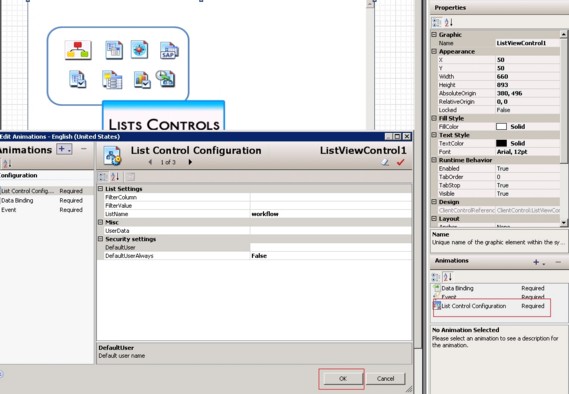 SAP
LISTS CONTROLS
Edit Animations - English (United States)
Animations
onfiguration
List Control Config... Required
Data Binding Required
Event Required
List Control Configuration
ListViewControl1
1 of 3
List Settings
FilterColumn
FilterValue
ListName workflow
Misc
UserData
Security settings
DefaultUser
DefaultUserAlways False
DefaultUser
Default user name
OK
Cancel
Properties
Graphic
Name ListViewControl1
Appearance
X 50
Y 50
Width 660
Height 893
AbsoluteOrigin 380, 496
RelativeOrigin 0, 0
Locked False
Fill Style
FillColor Solid
Text Style
TextColor Solid
Font Arial, 12pt
Runtime Behavior
Enabled True
TabOrder 0
TabStop True
Visible True
Design
ClientControlReferenc ClientControl.ListViewCor
Layout
Name
Unique name of the graphic element within the sy...
Animations
Data Binding Required
Event Required
List Control Configuration Required
No Animation Selected
Please select an animation to see a description for
the animation.